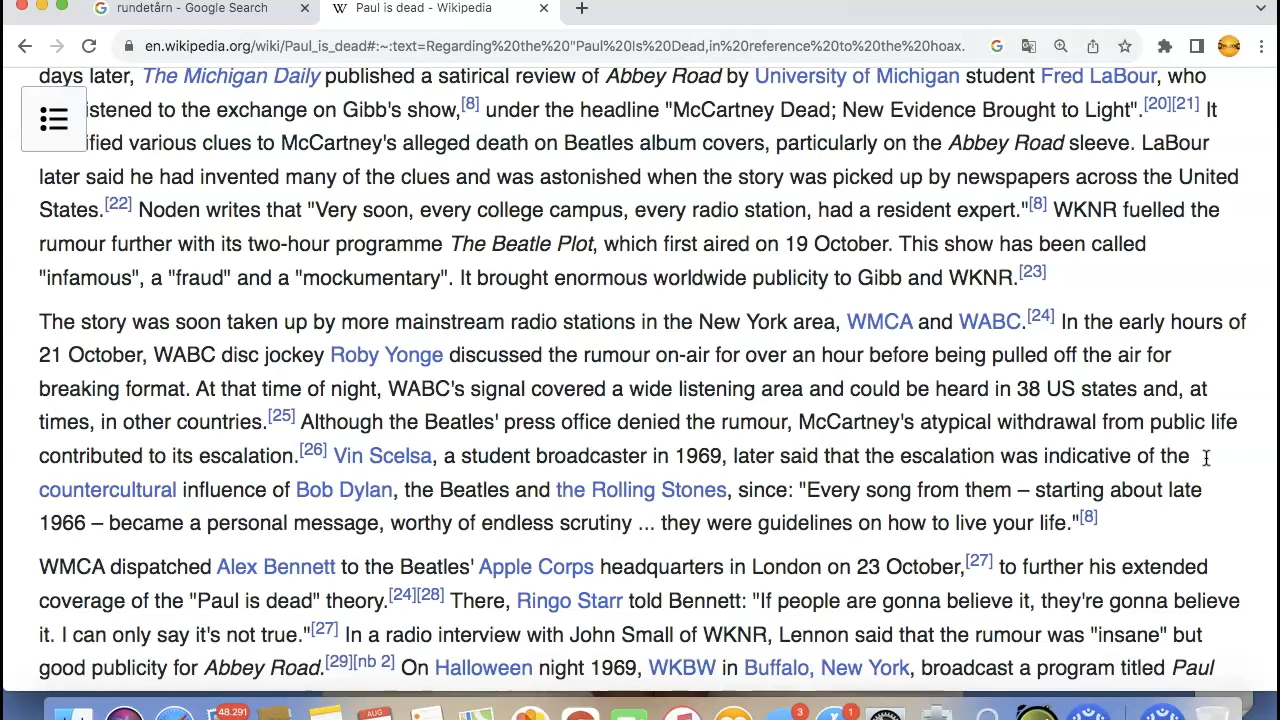 rundetårn - Google Search
Paul is dead - Wikipedia
en.wikipedia.org/wiki/Paul_is_dead#:~:text=Regarding%20the%20"Paul%20Is%20Dead,in%20reference%20to%20the%20hoax.
days later, The Michigan Daily published a satirical review of Abbey Road by University of Michigan student Fred LaBour, who
istened to the exchange on Gibb's show,[8] under the headline "McCartney Dead; New Evidence Brought to Light".[20][21] It
ified various clues to McCartney's alleged death on Beatles album covers, particularly on the Abbey Road sleeve. LaBour
later said he had invented many of the clues and was astonished when the story was picked up by newspapers across the United
States.[22] Noden writes that "Very soon, every college campus, every radio station, had a resident expert."[8] WKNR fuelled the
rumour further with its two-hour programme The Beatle Plot, which first aired on 19 October. This show has been called
"infamous", a "fraud" and a "mockumentary". It brought enormous worldwide publicity to Gibb and WKNR.[23]
The story was soon taken up by more mainstream radio stations in the New York area, WMCA and WABC.[24] In the early hours of
21 October, WABC disc jockey Roby Yonge discussed the rumour on-air for over an hour before being pulled off the air for
breaking format. At that time of night, WABC's signal covered a wide listening area and could be heard in 38 US states and, at
times, in other countries.[25] Although the Beatles' press office denied the rumour, McCartney's atypical withdrawal from public life
contributed to its escalation.[26] Vin Scelsa, a student broadcaster in 1969, later said that the escalation was indicative of the
countercultural influence of Bob Dylan, the Beatles and the Rolling Stones, since: "Every song from them – starting about late
1966 – became a personal message, worthy of endless scrutiny ... they were guidelines on how to live your life."[8]
WMCA dispatched Alex Bennett to the Beatles' Apple Corps headquarters in London on 23 October,[27] to further his extended
coverage of the "Paul is dead" theory.[24][28] There, Ringo Starr told Bennett: "If people are gonna believe it, they're gonna believe
it. I can only say it's not true."[27] In a radio interview with John Small of WKNR, Lennon said that the rumour was "insane" but
good publicity for Abbey Road.[29][nb 2] On Halloween night 1969, WKBW in Buffalo, New York, broadcast a program titled Paul
48.291
AUG
3
1